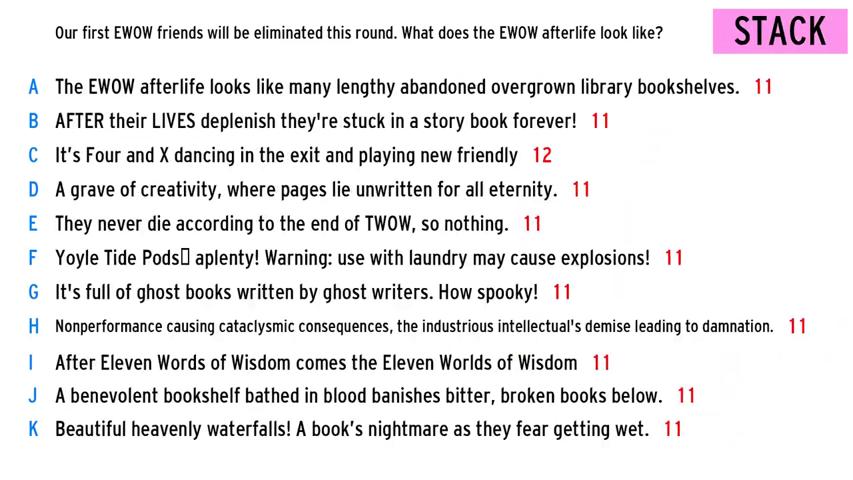 Our first EWOW friends will be eliminated this round. What does the EWOW afterlife look like?
STACK
A The EWOW afterlife looks like many lengthy abandoned overgrown library bookshelves. 11
B AFTER their LIVES deplenish they're stuck in a story book forever! 11
C It’s Four and X dancing in the exit and playing new friendly 12
D A grave of creativity, where pages lie unwritten for all eternity. 11
E They never die according to the end of TWOW, so nothing. 11
F Yoyle Tide Pods▯ aplenty! Warning: use with laundry may cause explosions! 11
G It's full of ghost books written by ghost writers. How spooky! 11
H Nonperformance causing cataclysmic consequences, the industrious intellectual's demise leading to damnation. 11
I After Eleven Words of Wisdom comes the Eleven Worlds of Wisdom 11
J A benevolent bookshelf bathed in blood banishes bitter, broken books below. 11
K Beautiful heavenly waterfalls! A book’s nightmare as they fear getting wet. 11